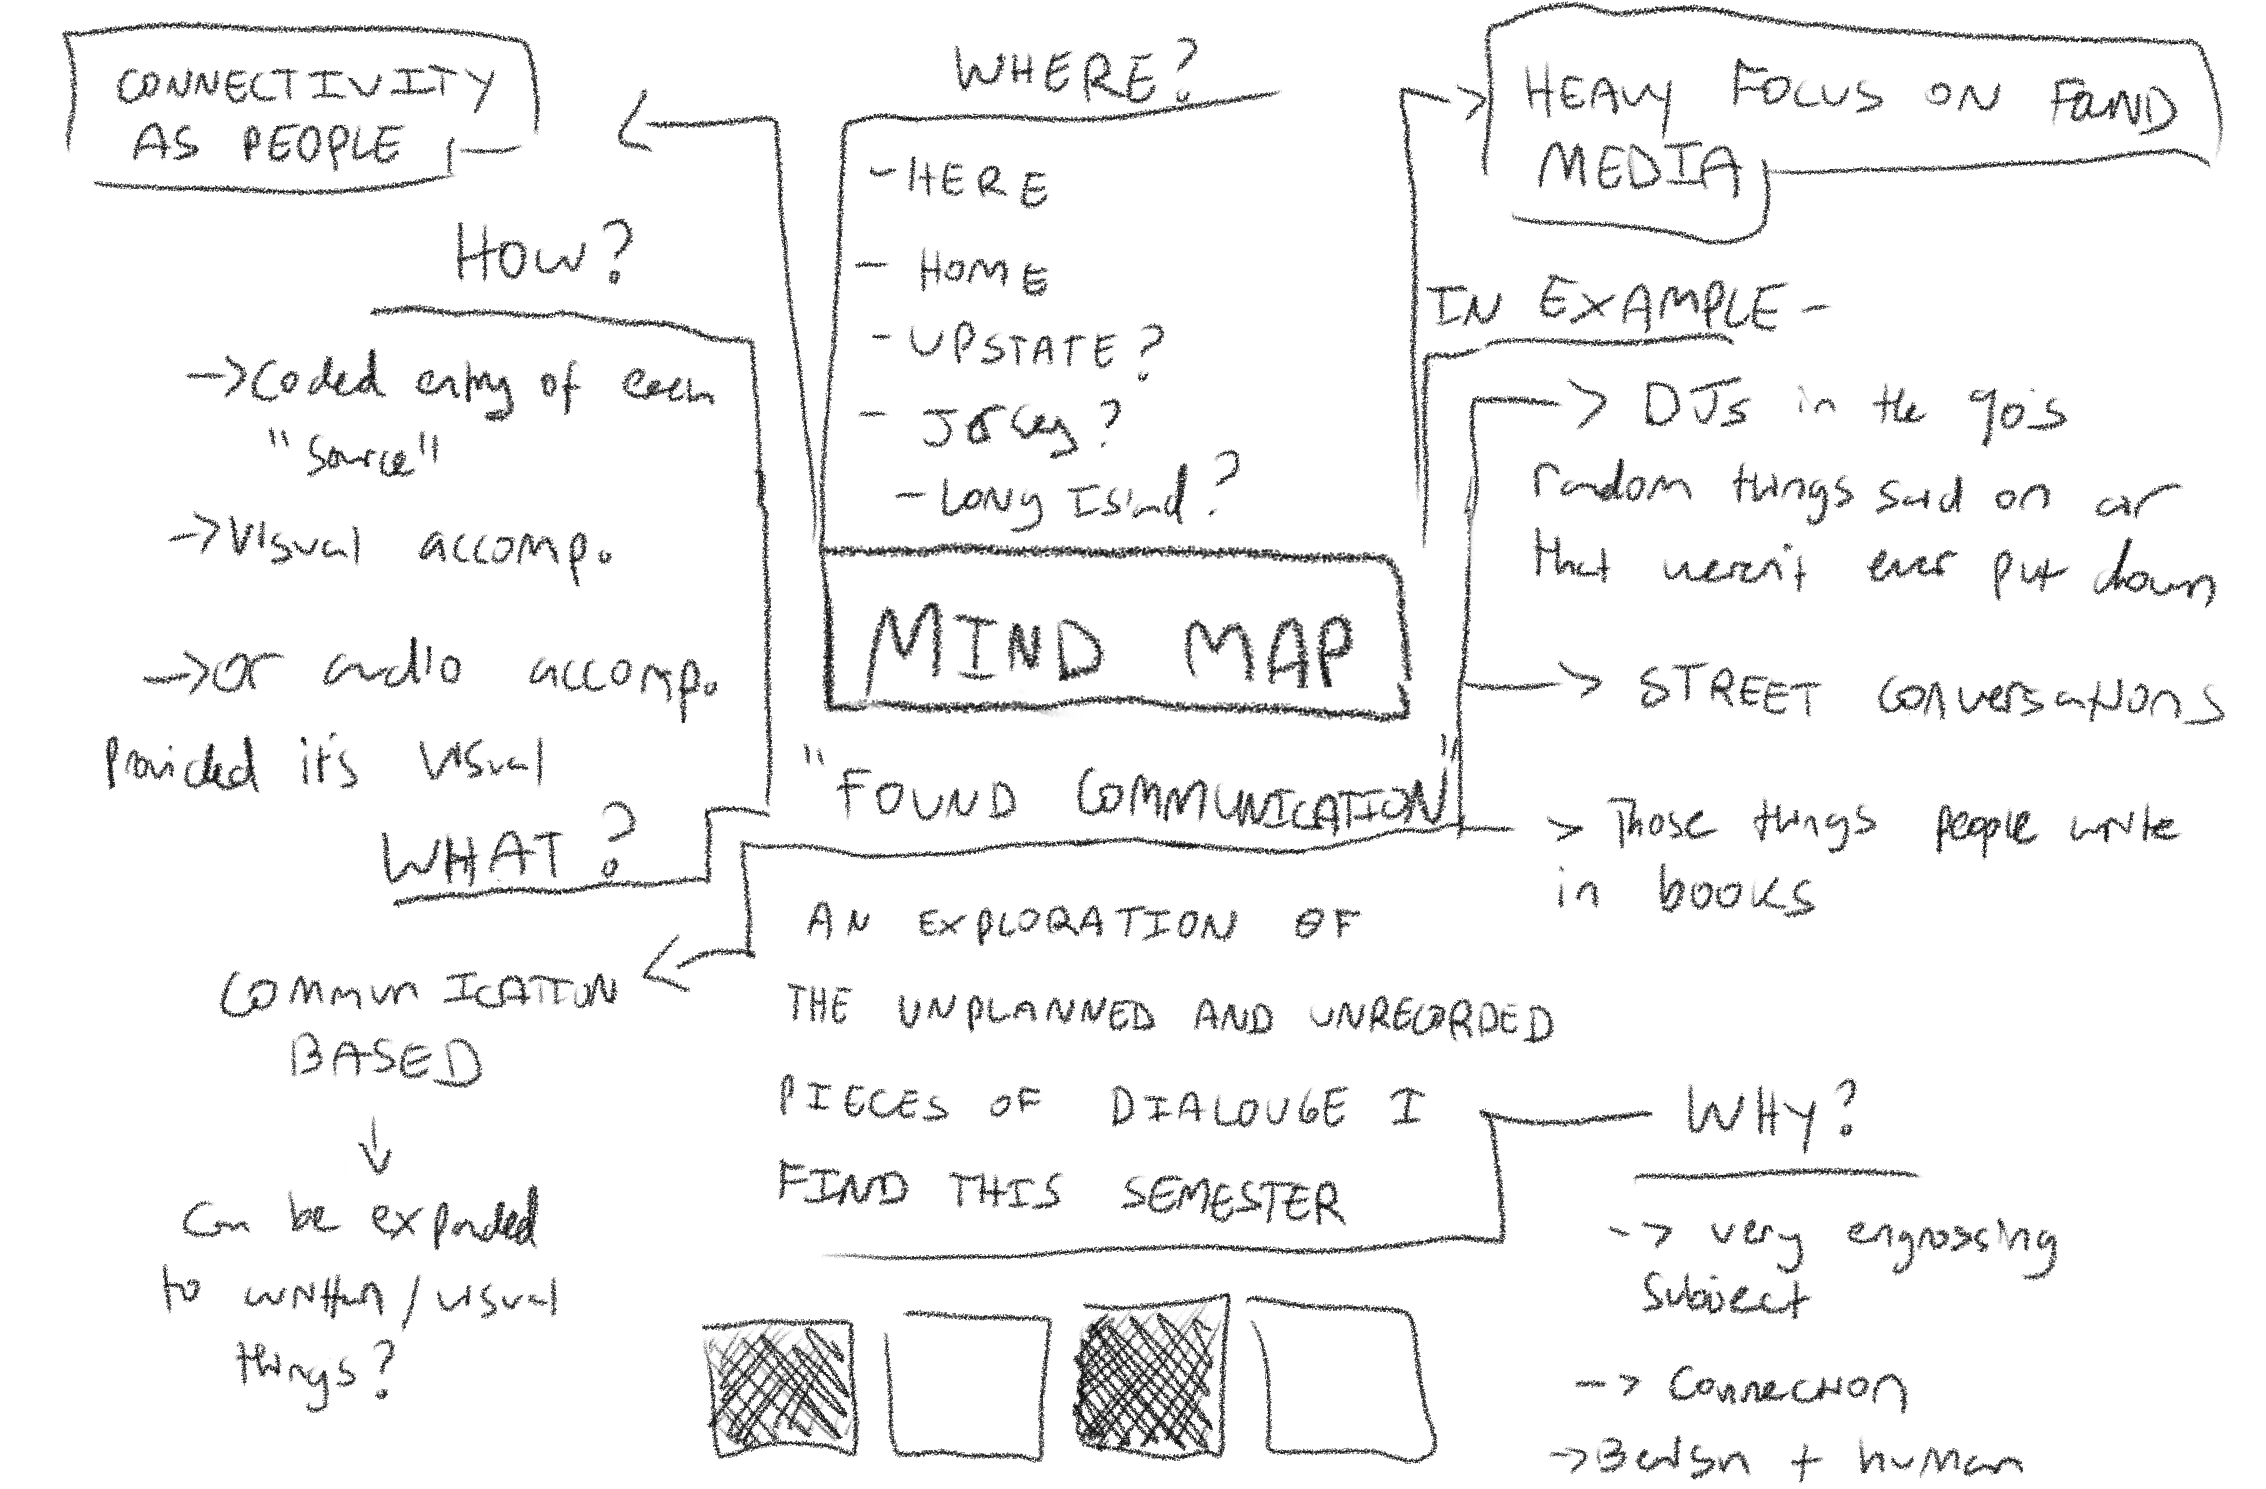 CONNECTIVITY
AS PEOPLE
WHERE?
- HERE
- HOME
- UPSTATE?
- Jersey?
- LONG Island?
HEAVY FOCUS ON FOUND
MEDIA
HOW?
-> Coded entry of each
"source"
-> Visual accomp.
-> or audio accomp.
Provided it's visual
IN EXAMPLE -
-> DJs in the 90's
random things said on air
that weren't ever put down
-> STREET Conversations
-> Those things people write
in books
MIND MAP
"FOUND COMMUNICATION"
AN EXPLORATION OF
THE UNPLANNED AND UNRECORDED
PIECES OF DIALOUGE I
FIND THIS SEMESTER
WHAT?
COMMUNICATION
BASED
Can be expanded
to written/visual
things?
WHY?
-> very engrossing
subject
-> Connection
-> + human